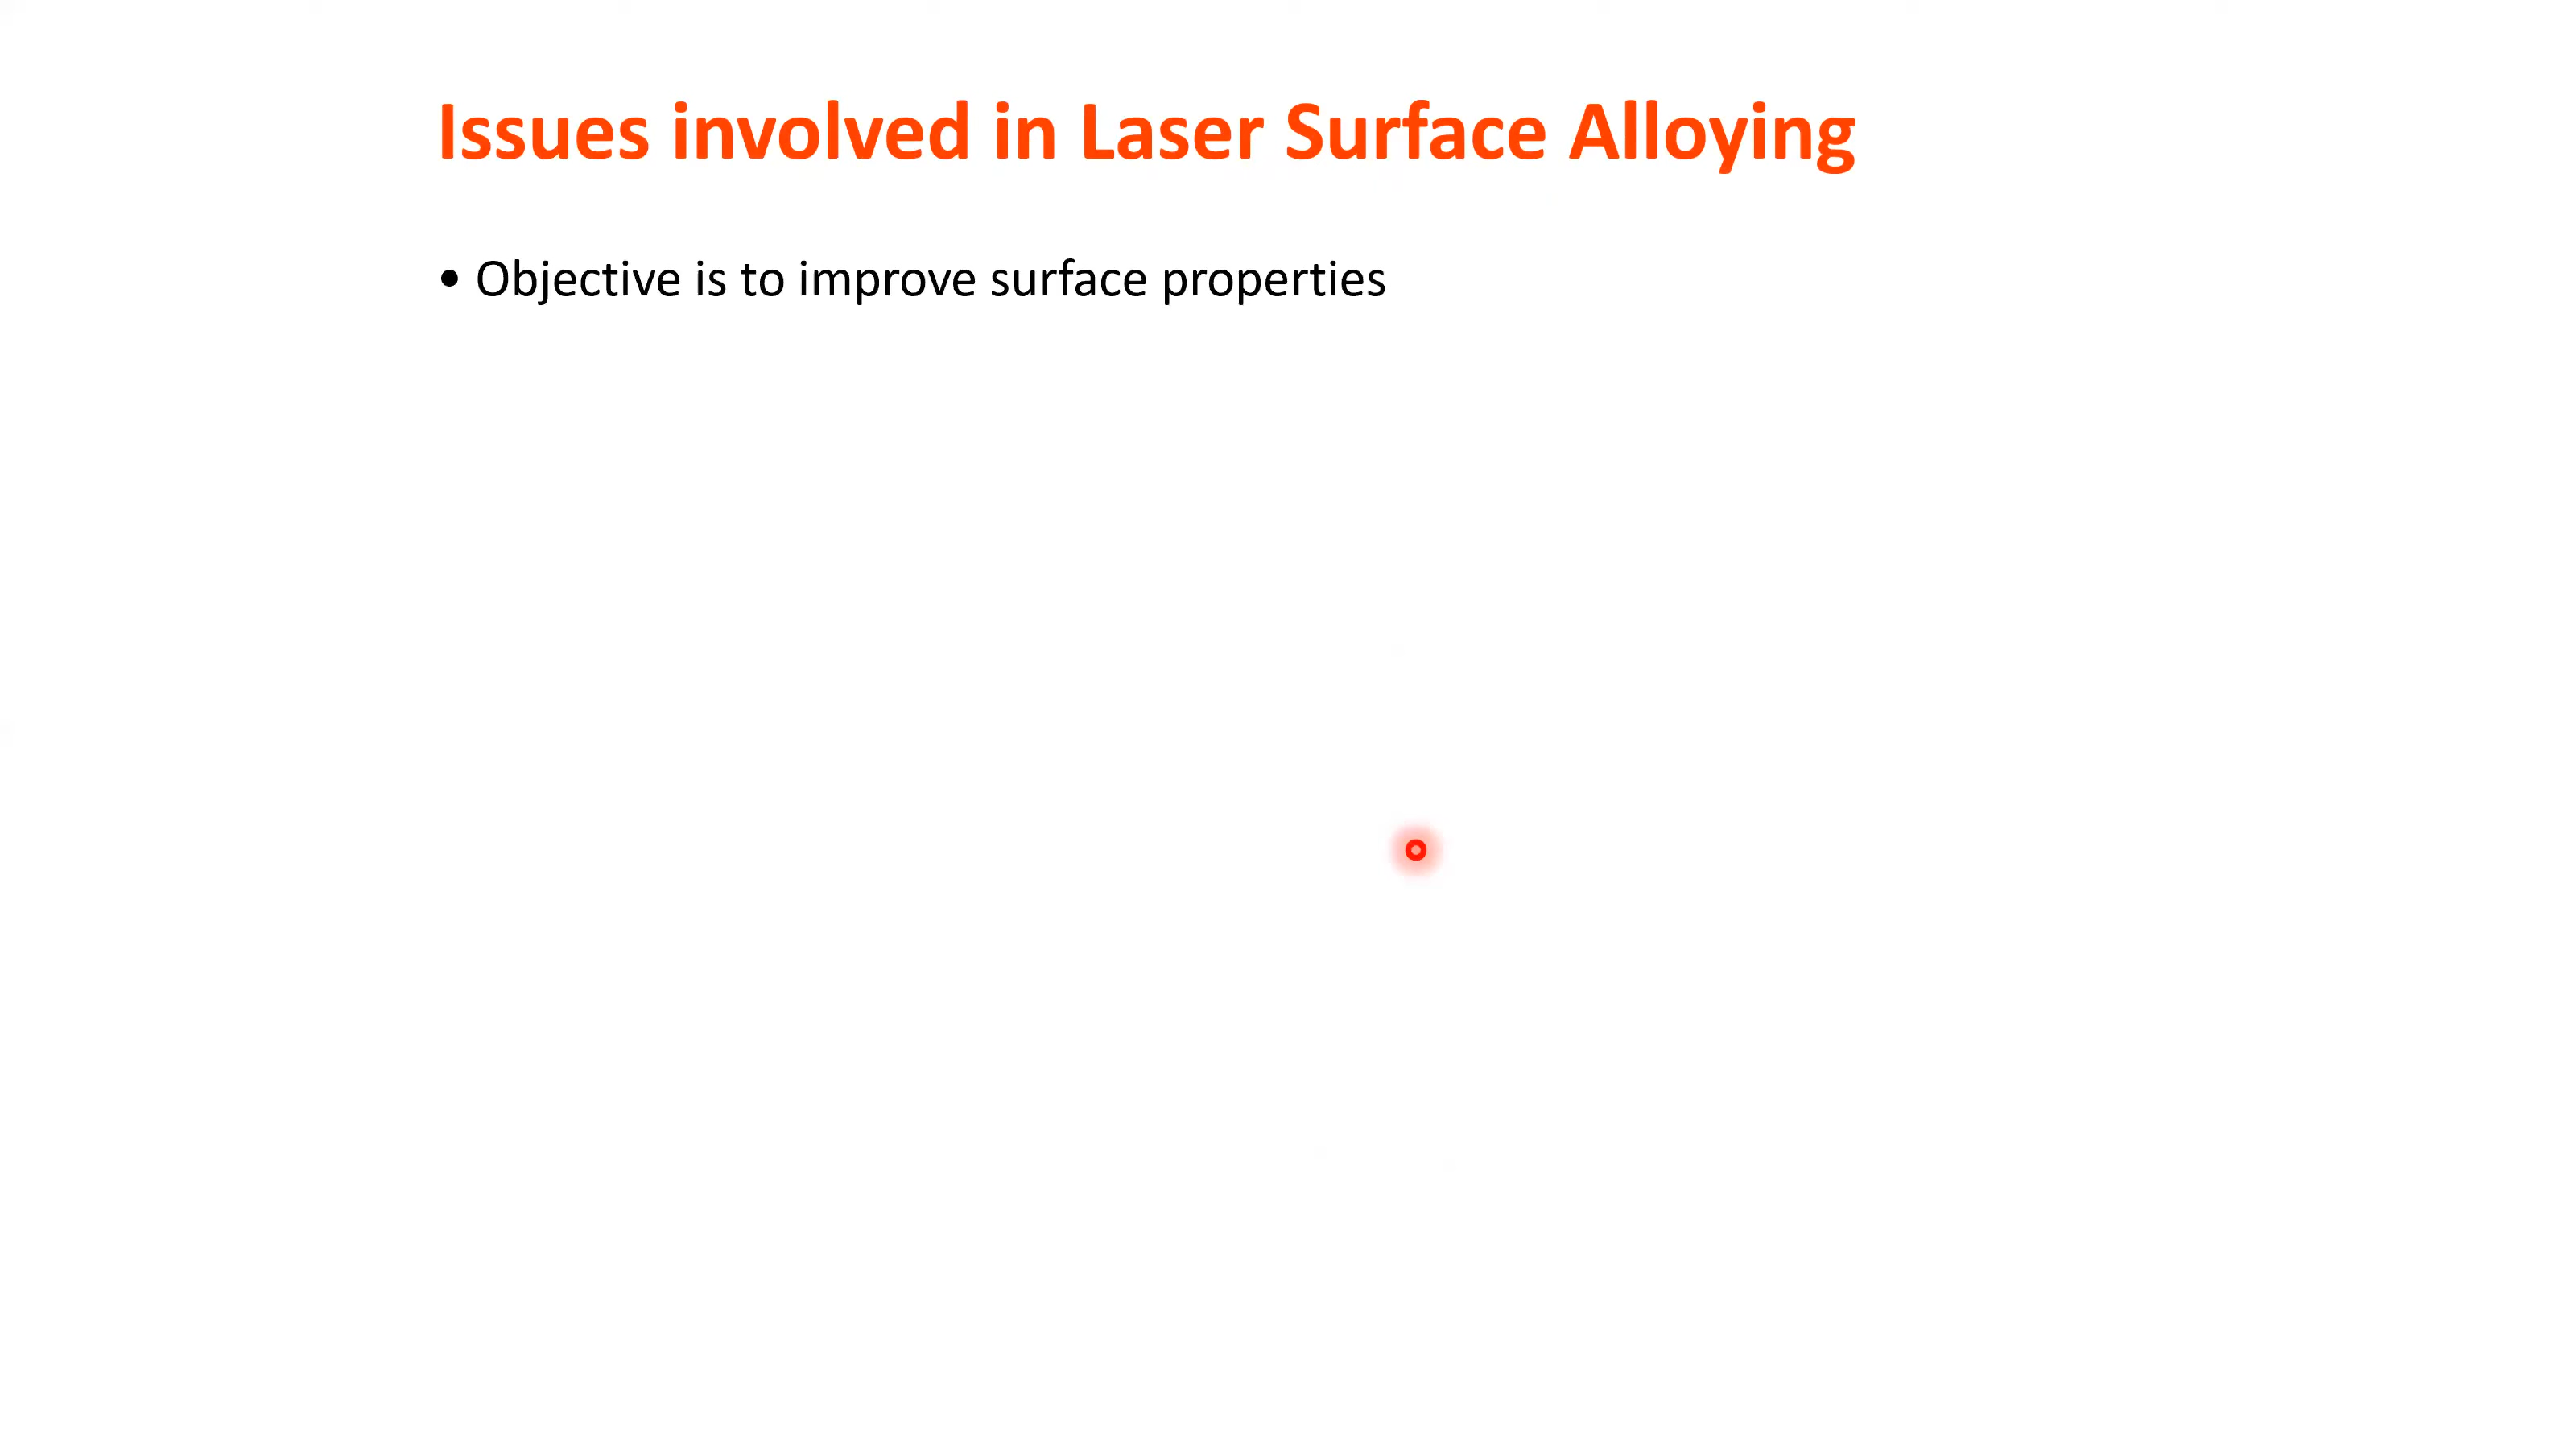 Issues involved in Laser Surface Alloying
• Objective is to improve surface properties